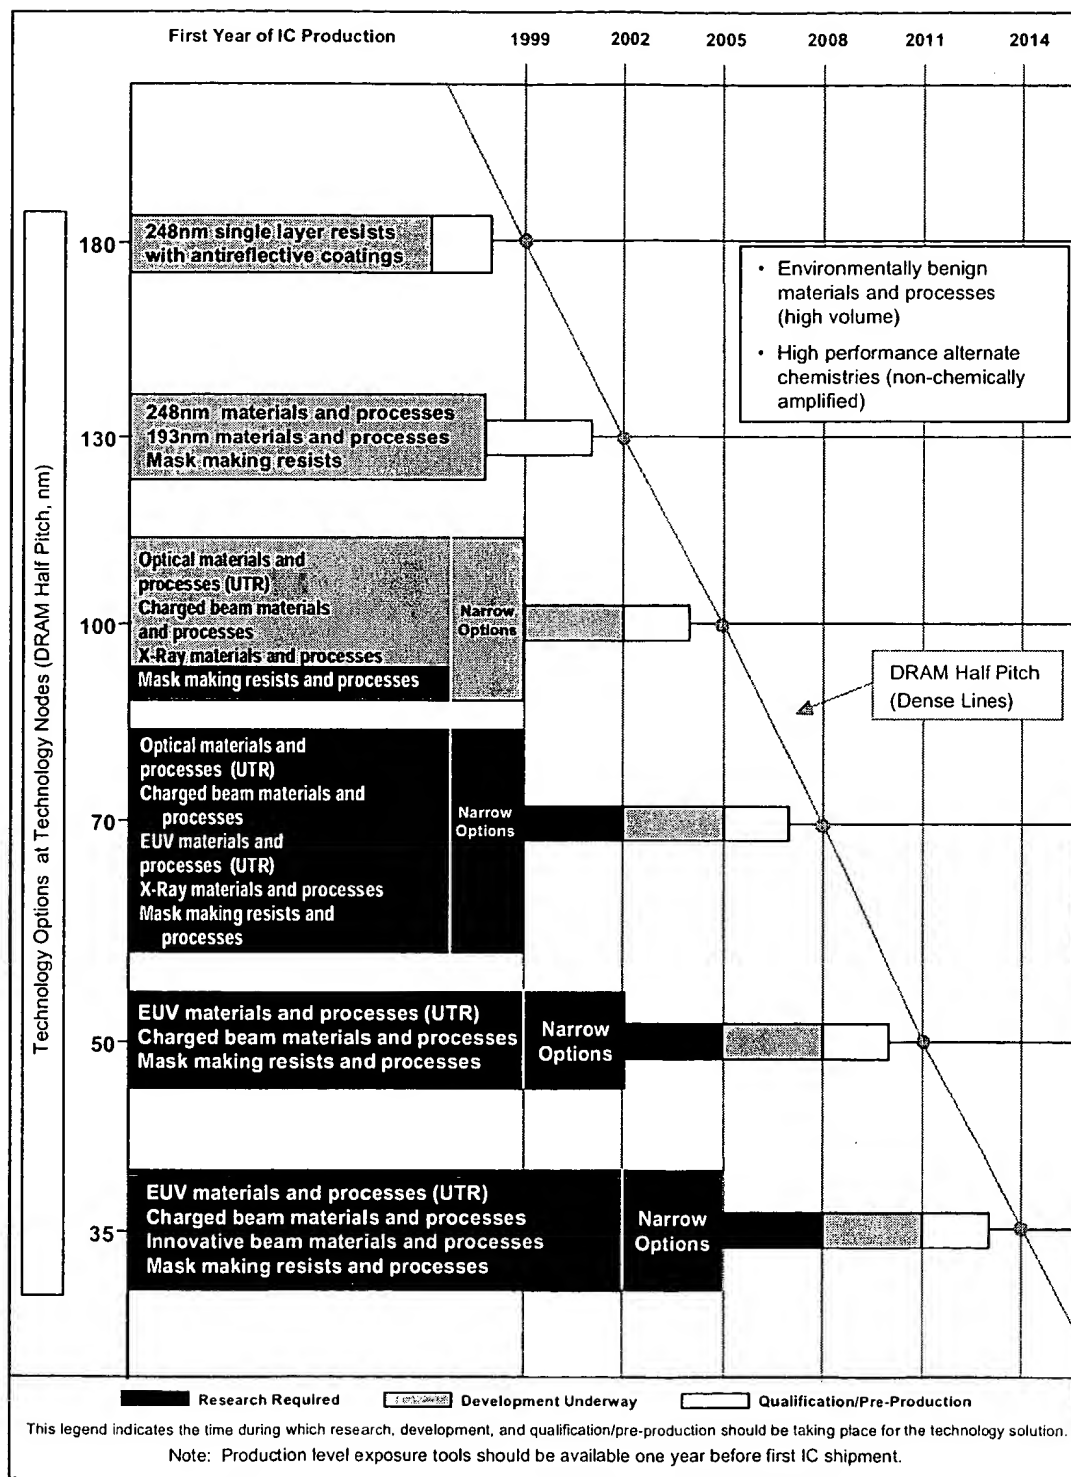 First Year of IC Production
1999 2002 2005 2008 2011 2014
Technology Options at Technology Nodes (DRAM Half Pitch, nm)
180
248nm single layer resists
with antireflective coatings
• Environmentally benign
materials and processes
(high volume)
• High performance alternate
chemistries (non-chemically
amplified)
130
248nm materials and processes
193nm materials and processes
Mask making resists
100
Optical materials and
processes (UTR)
Charged beam materials
and processes
X-Ray materials and processes
Mask making resists and processes
Narrow
Options
DRAM Half Pitch
(Dense Lines)
70
Optical materials and
processes (UTR)
Charged beam materials and
processes
EUV materials and
processes (UTR)
X-Ray materials and processes
Mask making resists and
processes
Narrow
Options
50
EUV materials and processes (UTR)
Charged beam materials and processes
Mask making resists and processes
Narrow
Options
35
EUV materials and processes (UTR)
Charged beam materials and processes
Innovative beam materials and processes
Mask making resists and processes
Narrow
Options
Research Required Development Underway Qualification/Pre-Production
This legend indicates the time during which research, development, and qualification/pre-production should be taking place for the technology solution.
Note: Production level exposure tools should be available one year before first IC shipment.